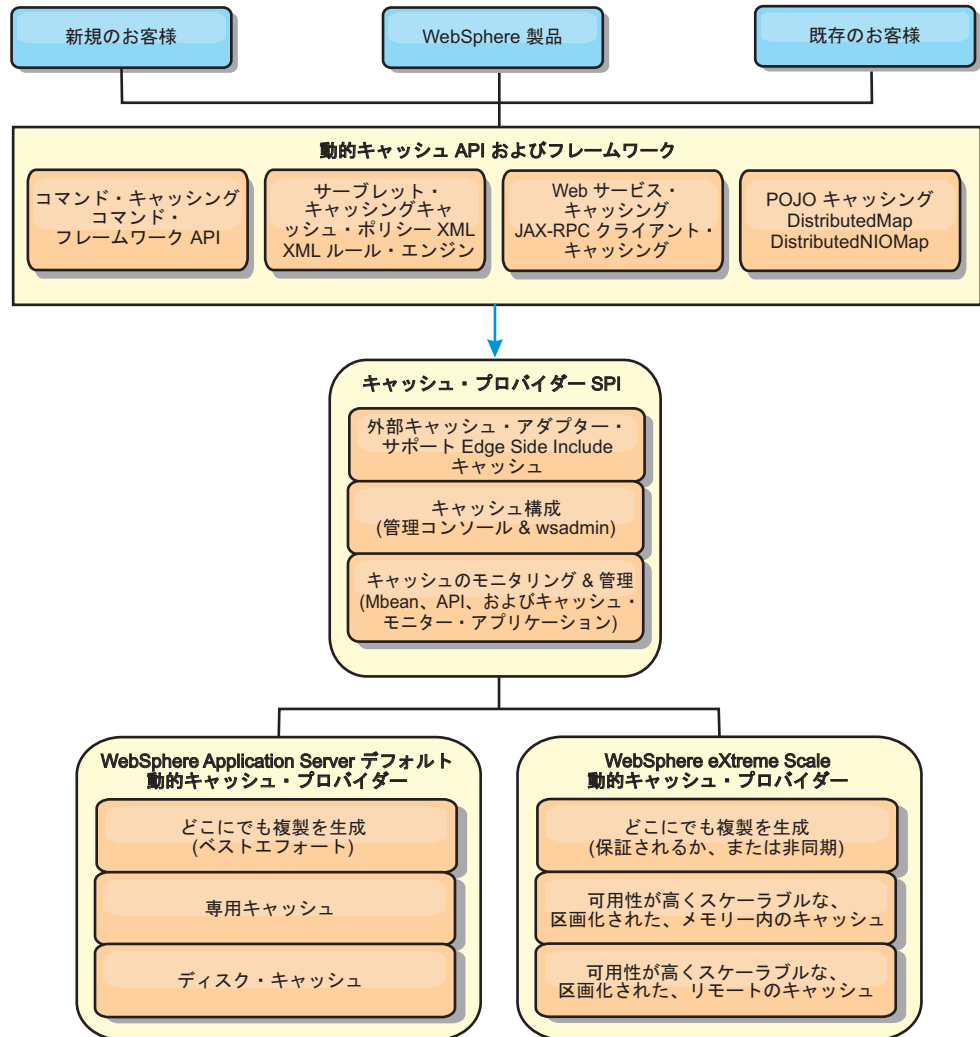 新規のお客様
WebSphere 製品
既存のお客様
動的キャッシュ API およびフレームワーク
コマンド・キャッシング
コマンド・
フレームワーク API
サーブレット・
キャッシングキャ
ッシュ・ポリシー XML
XML ルール・エンジン
Web サービス・
キャッシング
JAX-RPC クライアント・
キャッシング
POJO キャッシング
DistributedMap
DistributedNIOMap
キャッシュ・プロバイダー SPI
外部キャッシュ・アダプター・
サポート Edge Side Include
キャッシュ
キャッシュ構成
(管理コンソール & wsadmin)
キャッシュのモニタリング & 管理
(Mbean、API、およびキャッシュ・
モニター・アプリケーション)
WebSphere Application Server デフォルト
動的キャッシュ・プロバイダー
どこにでも複製を生成
(ベストエフォート)
専用キャッシュ
ディスク・キャッシュ
WebSphere eXtreme Scale
動的キャッシュ・プロバイダー
どこにでも複製を生成
(保証されるか、または非同期)
可用性が高くスケーラブルな、
区画化された、メモリー内のキャッシュ
可用性が高くスケーラブルな、
区画化された、リモートのキャッシュ